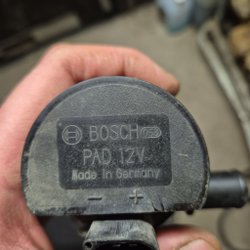 BOSCH
PAD 12V
Made in Germany
- +